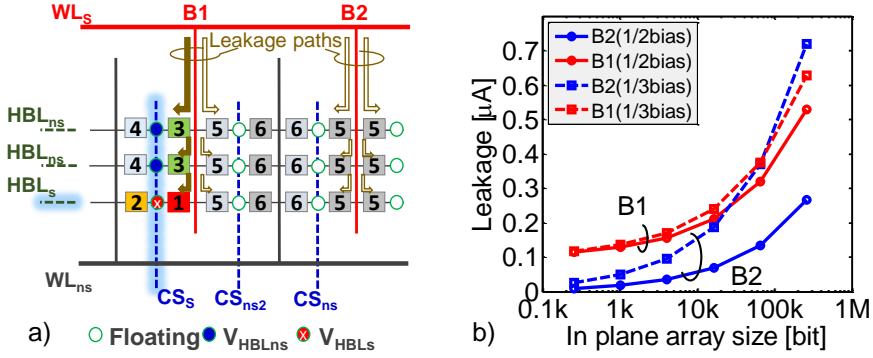 WLS B1 B2
Leakage paths
HBLns 4 3 5 6 6 5 5
HBLns 4 3 5 6 6 5 5
HBLs 2 x 1 5 6 6 5 5
WLns
CSS CSns2 CSns
a) Floating VHBLns x VHBLs
B2(1/2bias)
B1(1/2bias)
B2(1/3bias)
B1(1/3bias)
Leakage [µA]
0.7
0.6
0.5
0.4
0.3
0.2
0.1
0
B1
B2
0.1k 1k 10k 100k 1M
b) In plane array size [bit]